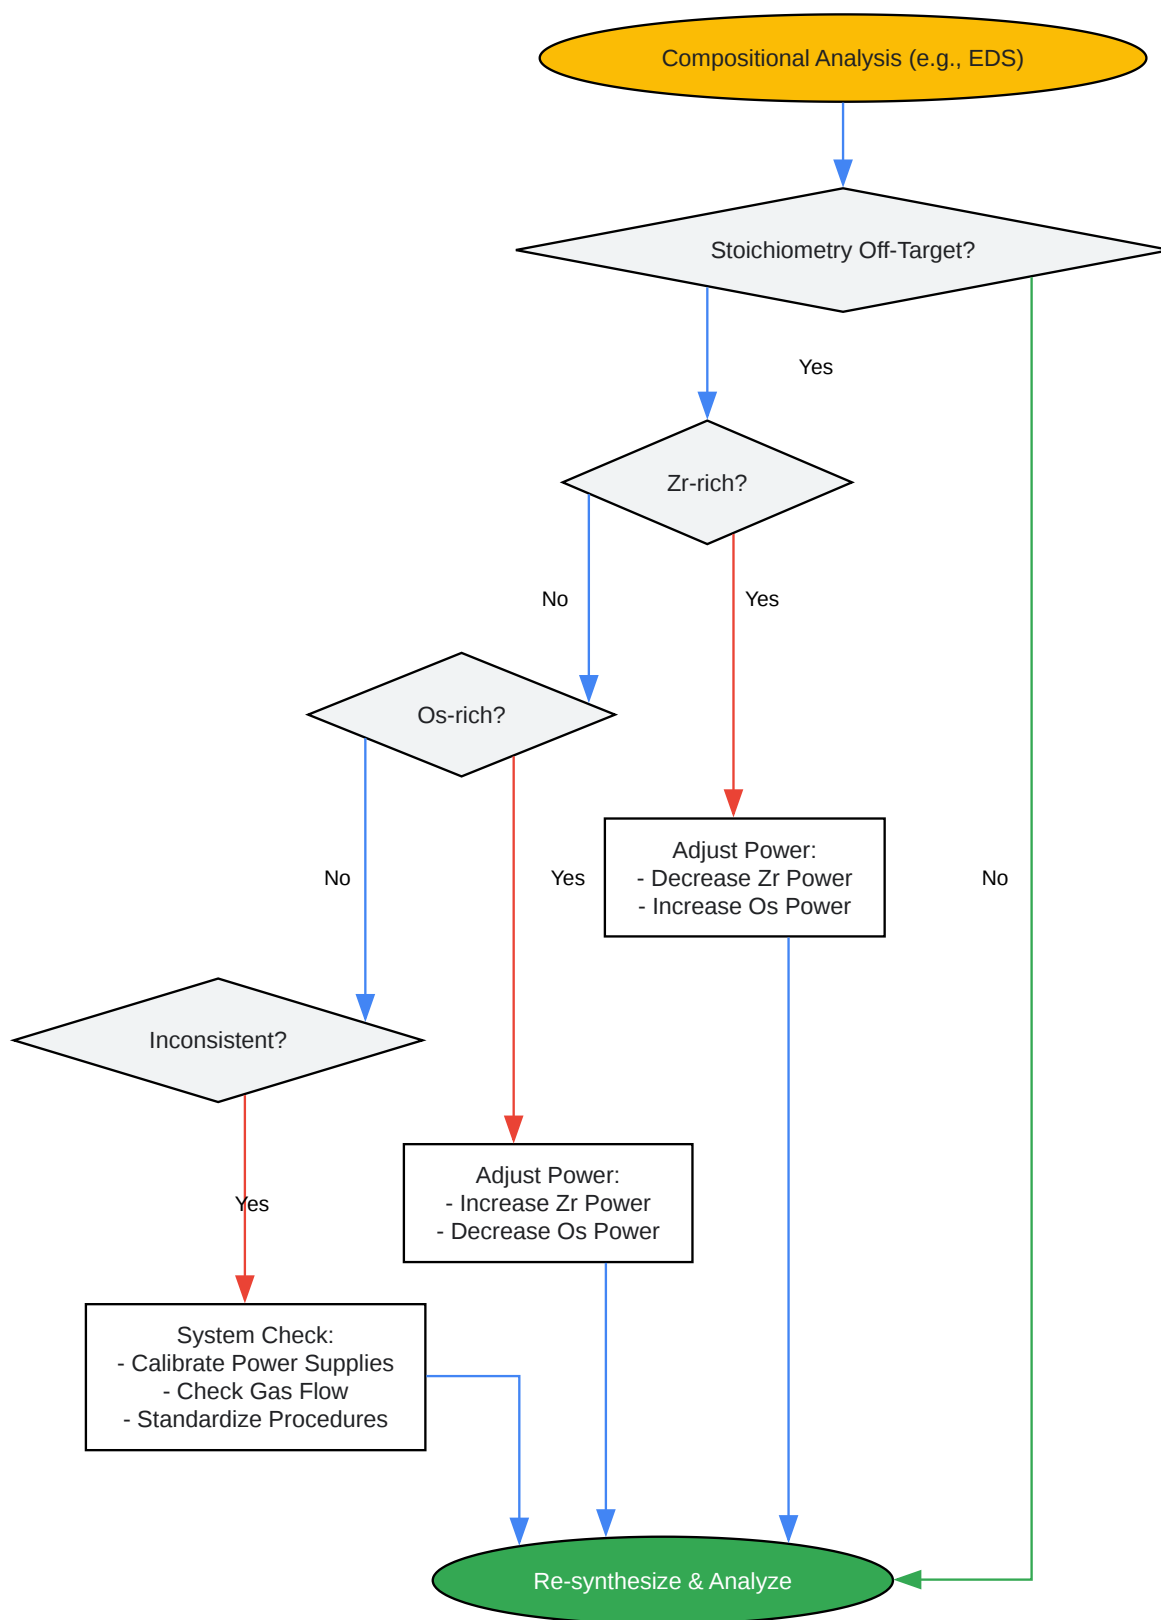 Compositional Analysis (e.g., EDS)
Stoichiometry Off-Target?
Yes
Zr-rich?
No
Yes
Os-rich?
Adjust Power:
- Decrease Zr Power
- Increase Os Power
No
Yes
No
Inconsistent?
Adjust Power:
- Increase Zr Power
- Decrease Os Power
Yes
System Check:
- Calibrate Power Supplies
- Check Gas Flow
- Standardize Procedures
Re-synthesize & Analyze